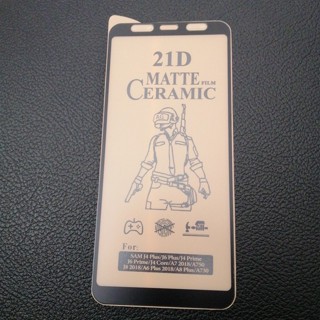 21D
MATTE FILM
CERAMIC
For:
SAM J4 Plus/J6 Plus/J4 Prime
J6 Prime/J4 Core/A7 2018/A750
J8 2018/A6 Plus 2018/A8 Plus/A730